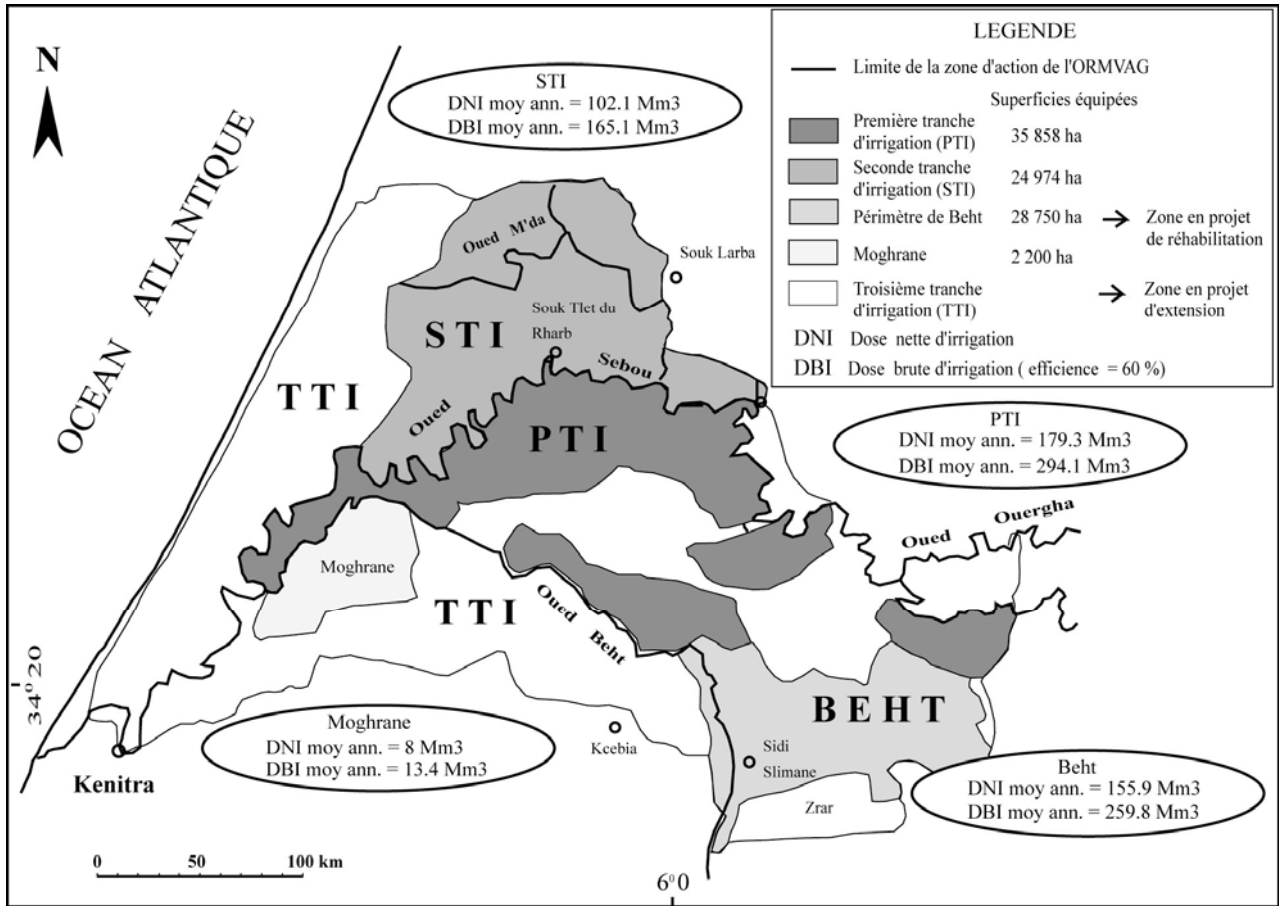 N
OCEAN ATLANTIQUE
STI
DNI moy ann. = 102.1 Mm3
DBI moy ann. = 165.1 Mm3
LEGENDE
Limite de la zone d'action de l'ORMVAG
Superficies équipées
Première tranche
d'irrigation (PTI)
35 858 ha
Seconde tranche
d'irrigation (STI)
24 974 ha
Périmètre de Beht
28 750 ha
Zone en projet
de réhabilitation
Moghrane
2 200 ha
Troisième tranche
d'irrigation (TTI)
Zone en projet
d'extension
DNI Dose nette d'irrigation
DBI Dose brute d'irrigation ( efficience = 60 %)
Oued M'da
Souk Larba
Souk Tlet du
Rharb
STI
Oued Sebou
TTI
PTI
PTI
DNI moy ann. = 179.3 Mm3
DBI moy ann. = 294.1 Mm3
Oued Ouergha
Moghrane
TTI
Oued Beht
BEHT
34° 20
Moghrane
DNI moy ann. = 8 Mm3
DBI moy ann. = 13.4 Mm3
Kcebia
Sidi
Slimane
Zrar
Beht
DNI moy ann. = 155.9 Mm3
DBI moy ann. = 259.8 Mm3
Kenitra
0 50 100 km
6° 0